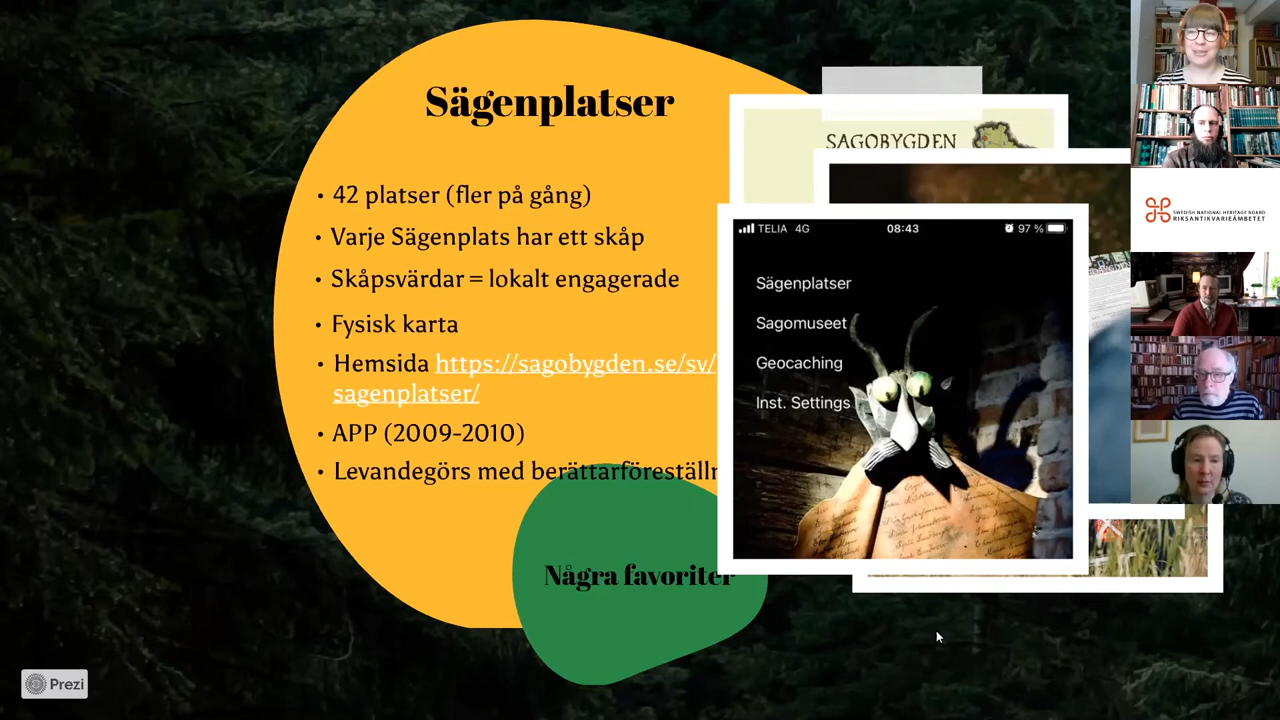 Sägenplatser
• 42 platser (fler på gång)
• Varje Sägenplats har ett skåp
• Skåpsvärdar = lokalt engagerade
• Fysisk karta
• Hemsida https://sagobygden.se/sv/
sagenplatser/
• APP (2009-2010)
• Levandegörs med berättarföreställn
Några favoriter
SAGOBYGDEN
TELIA 4G 08:43 97 %
Sägenplatser
Sagomuseet
Geocaching
Inst. Settings
SWEDISH NATIONAL HERITAGE BOARD
RIKSANTIKVARIEÄMBETET
Prezi